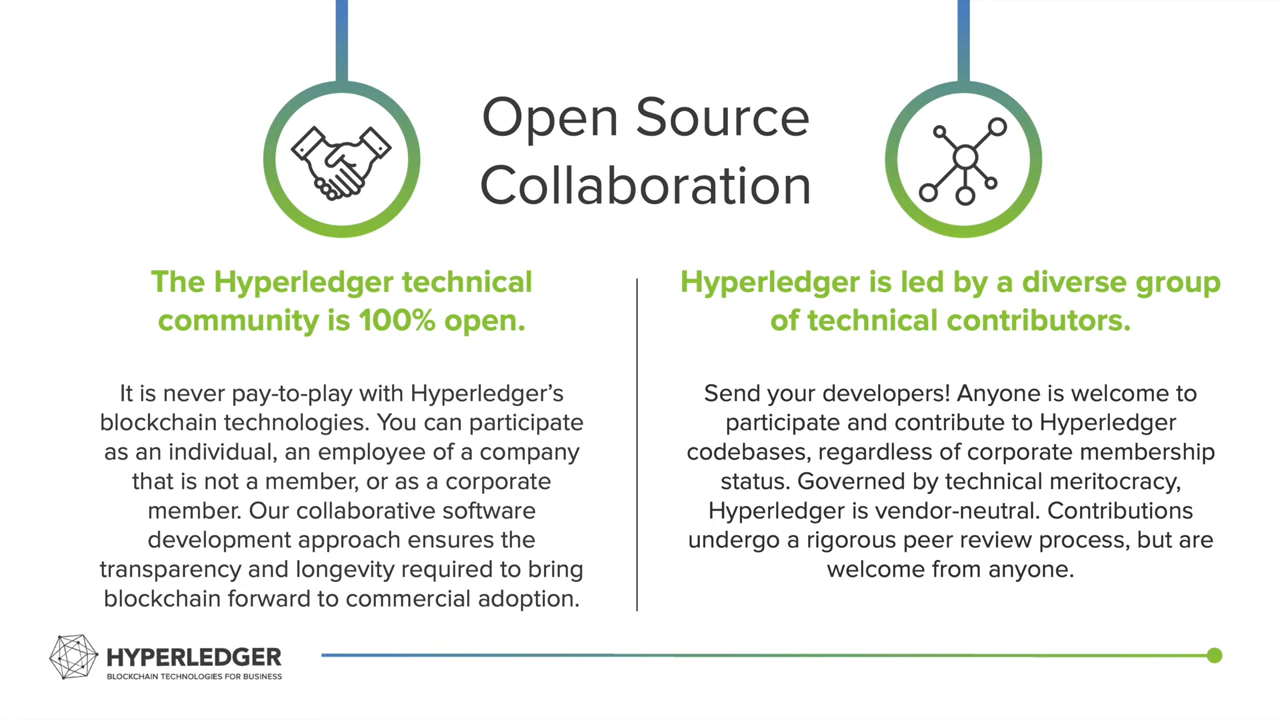 Open Source
Collaboration
The Hyperledger technical
community is 100% open.
It is never pay-to-play with Hyperledger’s
blockchain technologies. You can participate
as an individual, an employee of a company
that is not a member, or as a corporate
member. Our collaborative software
development approach ensures the
transparency and longevity required to bring
blockchain forward to commercial adoption.
Hyperledger is led by a diverse group
of technical contributors.
Send your developers! Anyone is welcome to
participate and contribute to Hyperledger
codebases, regardless of corporate membership
status. Governed by technical meritocracy,
Hyperledger is vendor-neutral. Contributions
undergo a rigorous peer review process, but are
welcome from anyone.
HYPERLEDGER
BLOCKCHAIN TECHNOLOGIES FOR BUSINESS